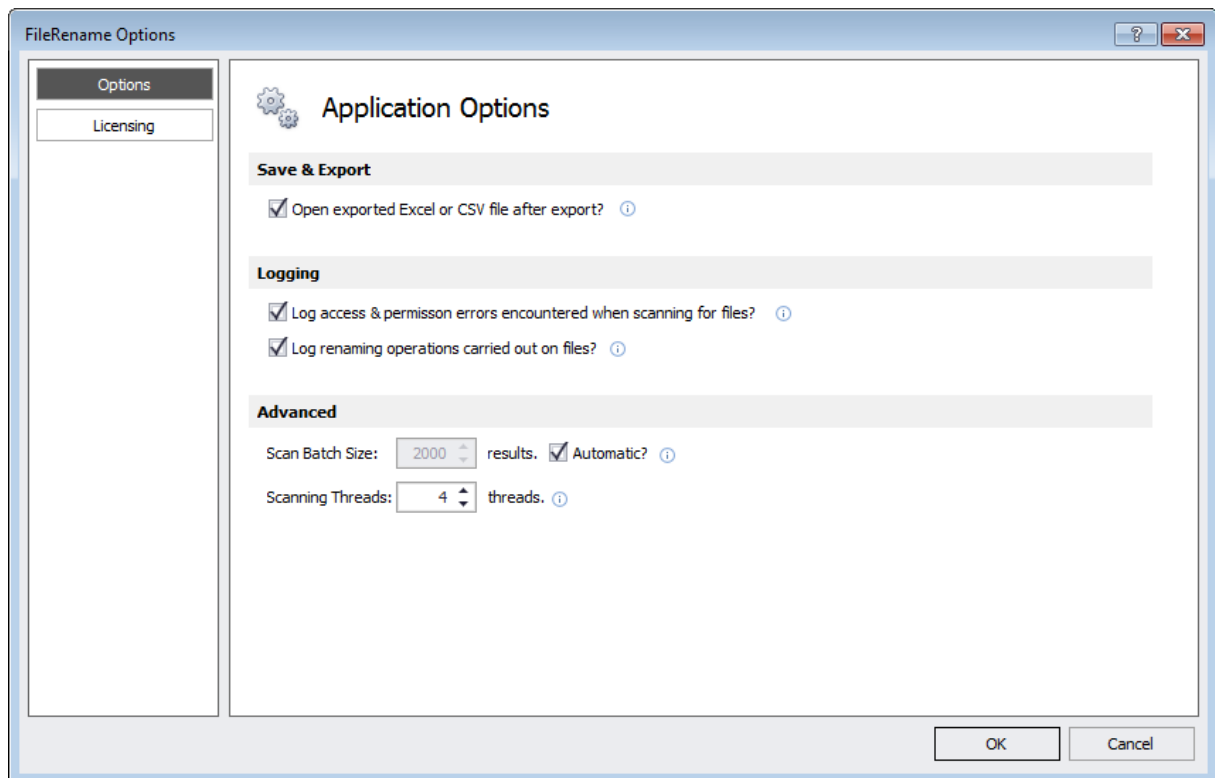 FileRename Options
Options
Licensing
Application Options
Save & Export
Open exported Excel or CSV file after export?
Logging
Log access & permisson errors encountered when scanning for files?
Log renaming operations carried out on files?
Advanced
Scan Batch Size: 2000 results. Automatic?
Scanning Threads: 4 threads.
OK Cancel